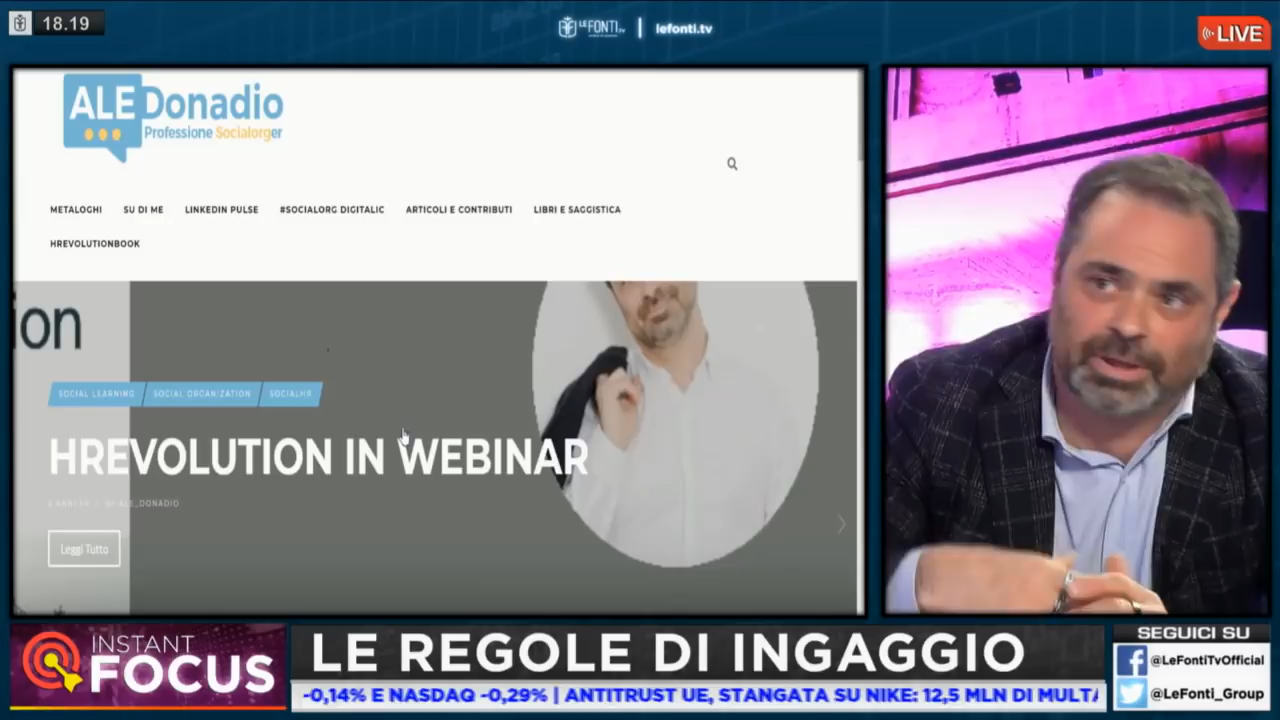 18.19
LE FONTI TV | lefonti.tv
LIVE
ALE Donadio
Professione Socialorger
METALOGHI SU DI ME LINKEDIN PULSE #SOCIALORG DIGITALIC ARTICOLI E CONTRIBUTI LIBRI E SAGGISTICA
HREVOLUTIONBOOK
ion
SOCIAL LEARNING SOCIAL ORGANIZATION SOCIALHR
HREVOLUTION IN WEBINAR
ALE_DONADIO
Leggi Tutto
INSTANT
FOCUS
LE REGOLE DI INGAGGIO
-0,14% E NASDAQ -0,29% | ANTITRUST UE, STANGATA SU NIKE: 12,5 MLN DI MULTA
SEGUICI SU
@LeFontiTvOfficial
@LeFonti_Group